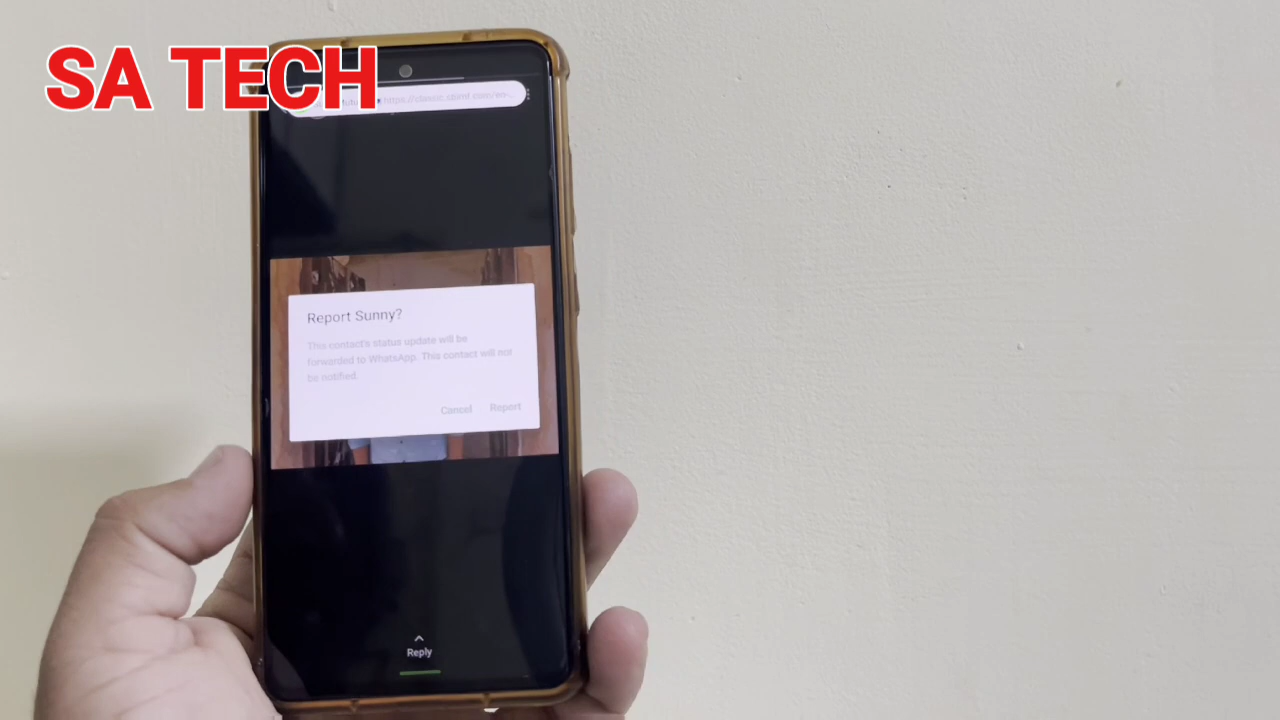 SA TECH
Report Sunny?
This contact's status update will be
forwarded to WhatsApp. This contact will not
be notified.
Cancel Report
Reply